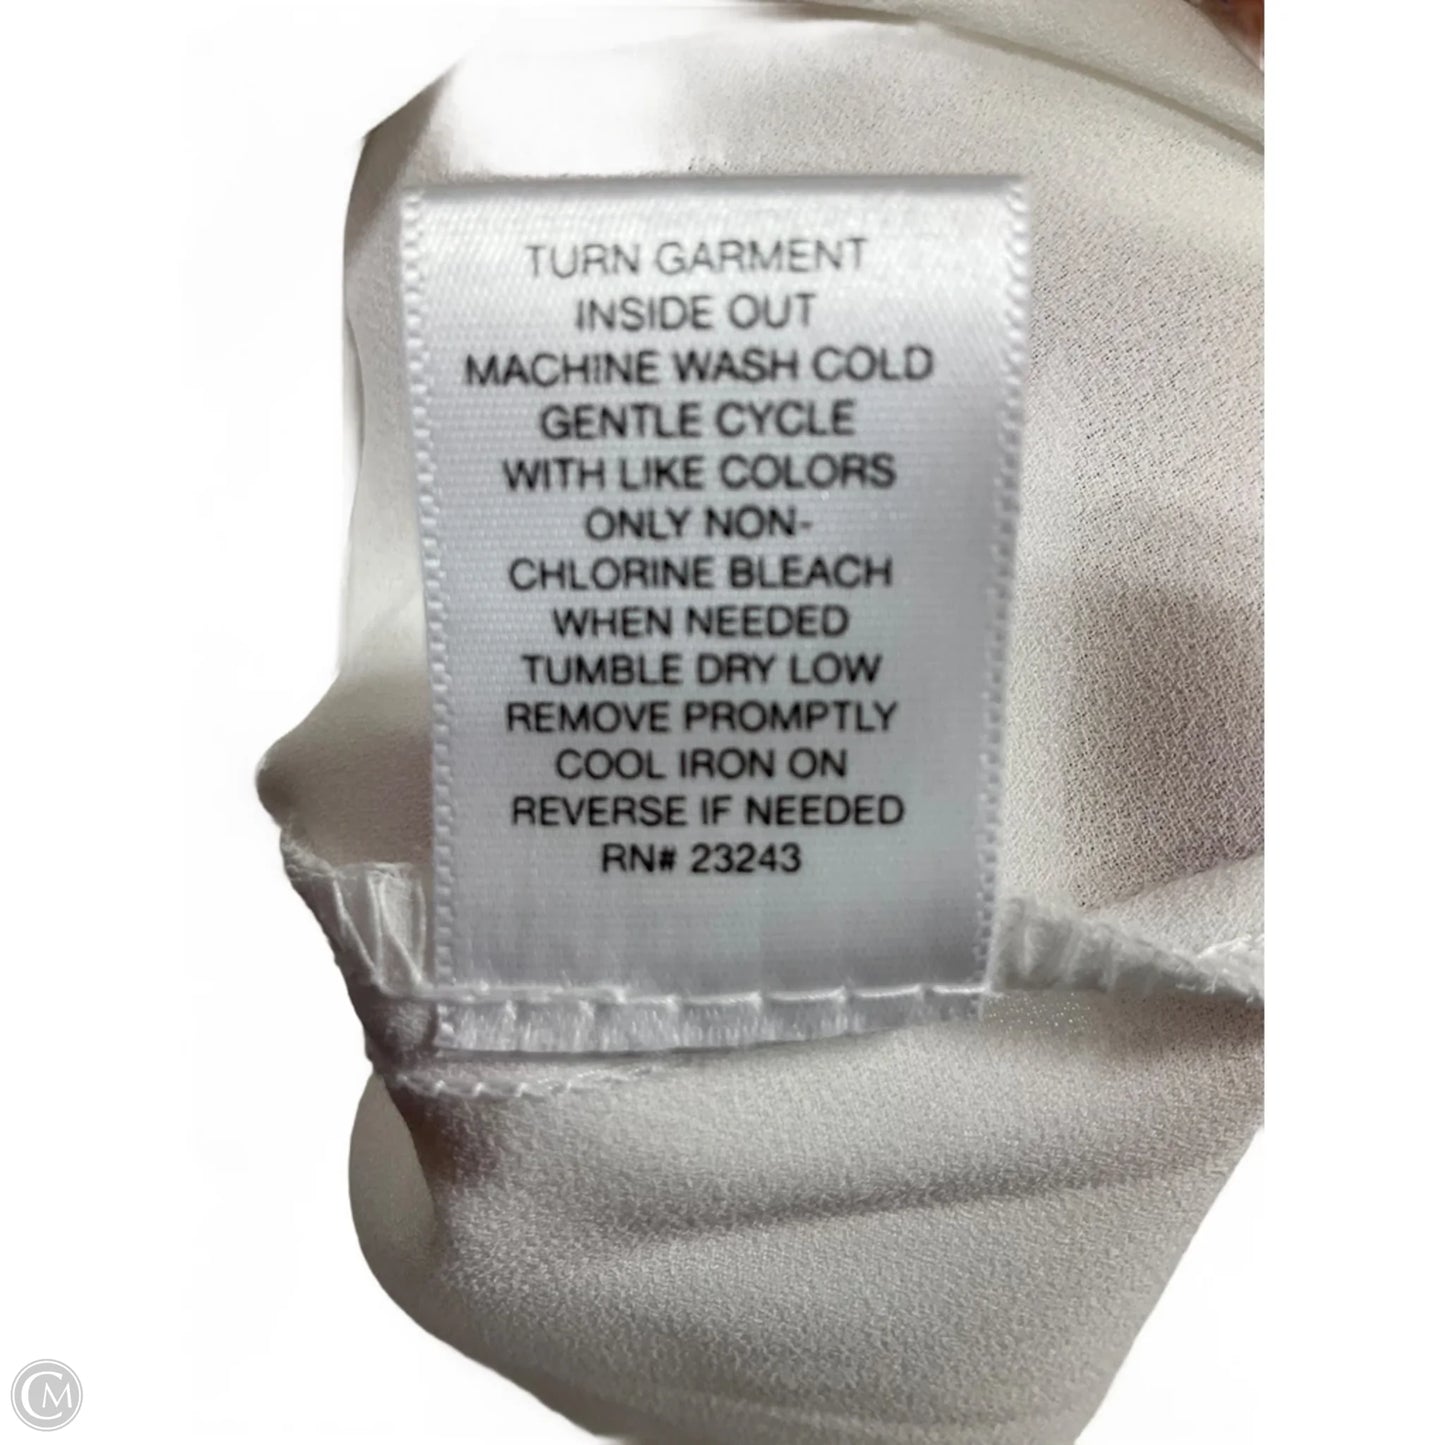 TURN GARMENT
INSIDE OUT
MACHINE WASH COLD
GENTLE CYCLE
WITH LIKE COLORS
ONLY NON-
CHLORINE BLEACH
WHEN NEEDED
TUMBLE DRY LOW
REMOVE PROMPTLY
COOL IRON ON
REVERSE IF NEEDED
RN# 23243
CM